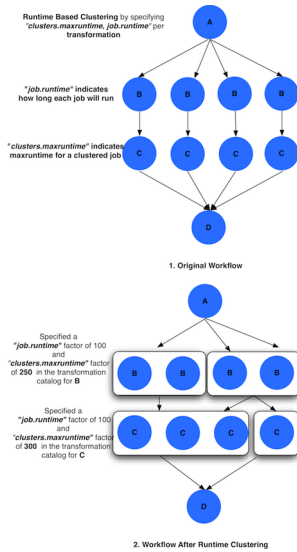 Runtime Based Clustering by specifying
"clusters.maxruntime, job.runtime" per
transformation
A
"job.runtime" indicates
how long each job will run
B B B B
"clusters.maxruntime" indicates
maxruntime for a clustered job
C C C C
D
1. Original Workflow
A
Specified a
"job.runtime" factor of 100
and
"clusters.maxruntime" factor
of 250 in the transformation
catalog for B
B B B B
Specified a
"job.runtime" factor of 100
and
"clusters.maxruntime" factor
of 300 in the transformation
catalog for C
C C C C
D
2. Workflow After Runtime Clustering